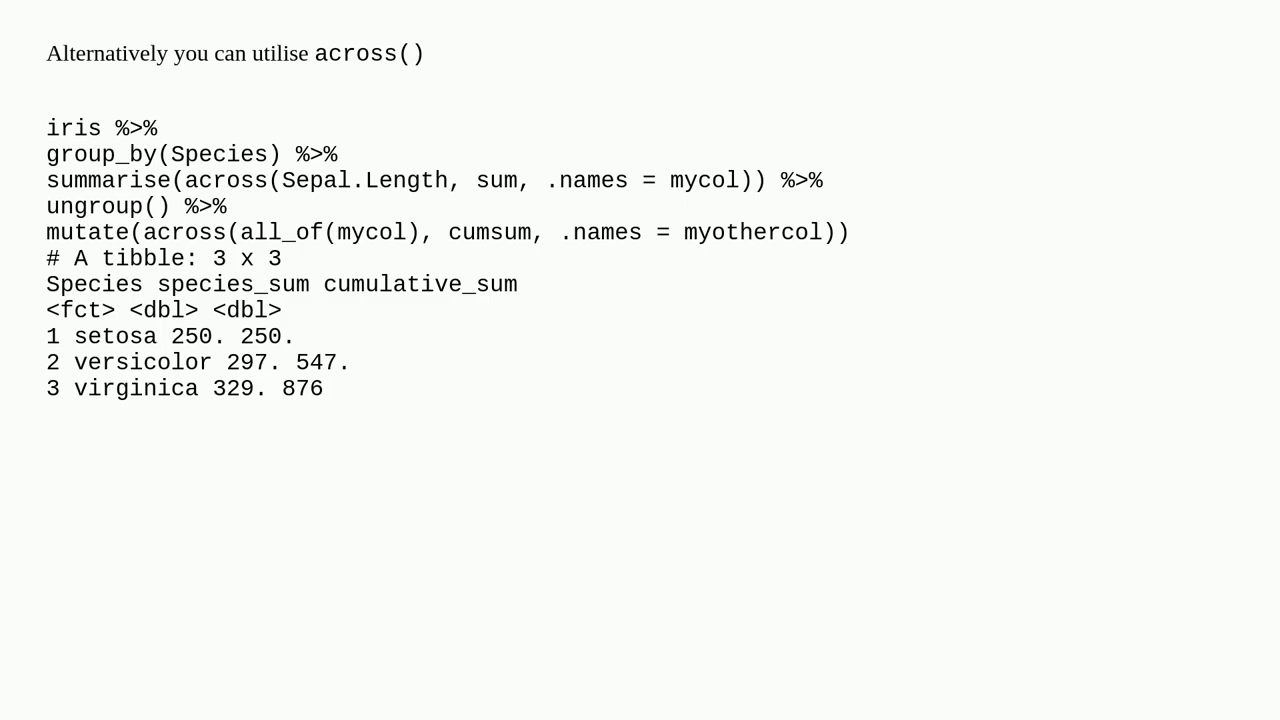 Alternatively you can utilise across()
iris %>%
group_by(Species) %>%
summarise(across(Sepal.Length, sum, .names = mycol)) %>%
ungroup() %>%
mutate(across(all_of(mycol), cumsum, .names = myothercol))
# A tibble: 3 x 3
Species species_sum cumulative_sum
<fct> <dbl> <dbl>
1 setosa 250. 250.
2 versicolor 297. 547.
3 virginica 329. 876